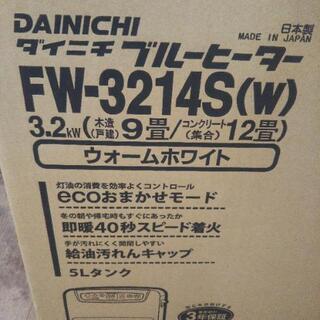 DAINICHI
日本製
MADE IN JAPAN
ダイニチ ブルーヒーター
FW-3214S(W)
3.2kW(木造(戸建)9畳/コンクリート(集合)12畳)
ウォームホワイト
灯油の消費を効率よくコントロール
ecoおまかせモード
冬の朝や帰宅時もすぐにあったか
即暖40秒スピード着火
手が汚れにくく開閉しやすい
給油汚れんキャップ
5Lタンク
3年保証